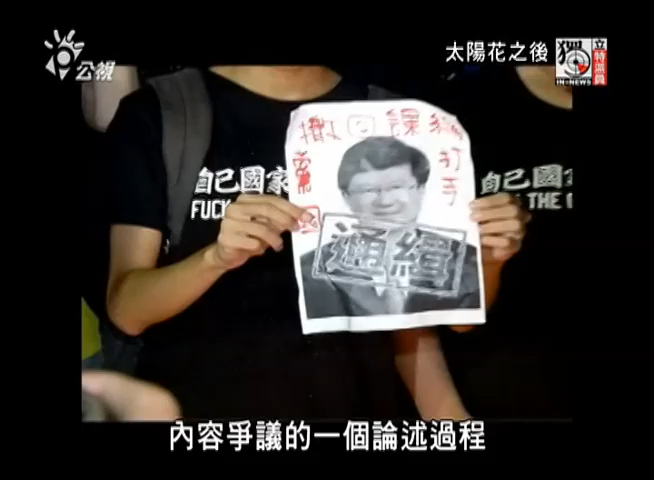 公視
太陽花之後
獨立特派員
IN NEWS
撤回課綱
打手
通緝
自己國家
FUCK
自己國
THE
內容爭議的一個論述過程